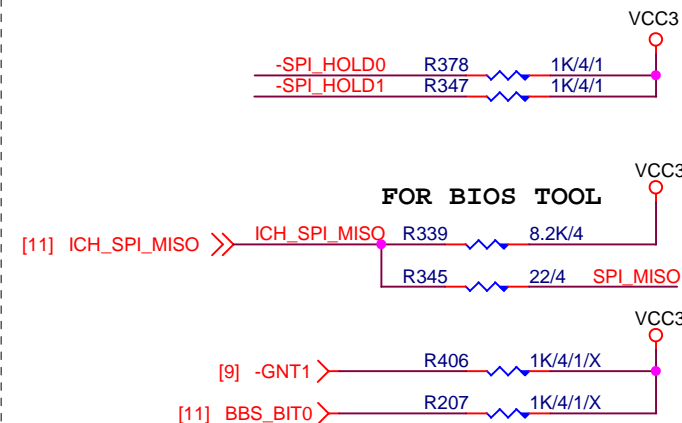 VCC3
-SPI_HOLD0 R378 1K/4/1
-SPI_HOLD1 R347 1K/4/1
VCC3
FOR BIOS TOOL
[11] ICH_SPI_MISO ICH_SPI_MISO R339 8.2K/4
R345 22/4 SPI_MISO
VCC3
[9] -GNT1 R406 1K/4/1/X
[11] BBS_BIT0 R207 1K/4/1/X